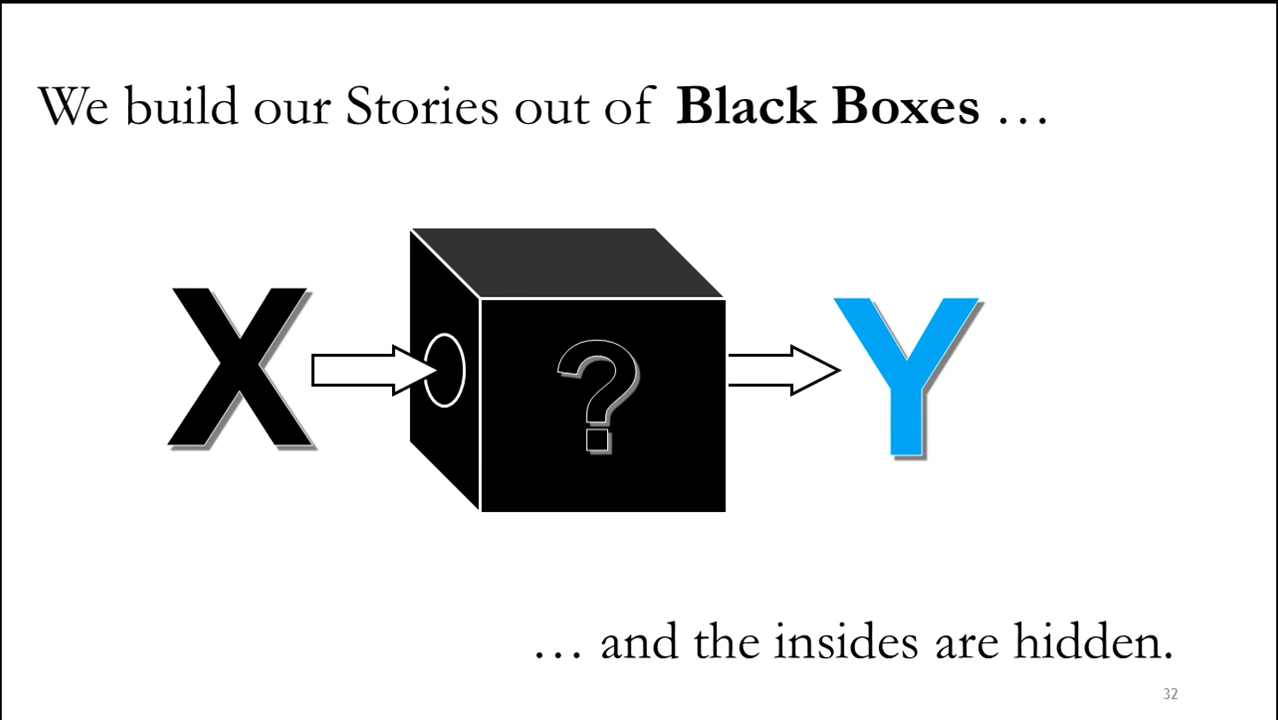 We build our Stories out of Black Boxes …
X
?
Y
… and the insides are hidden.
32